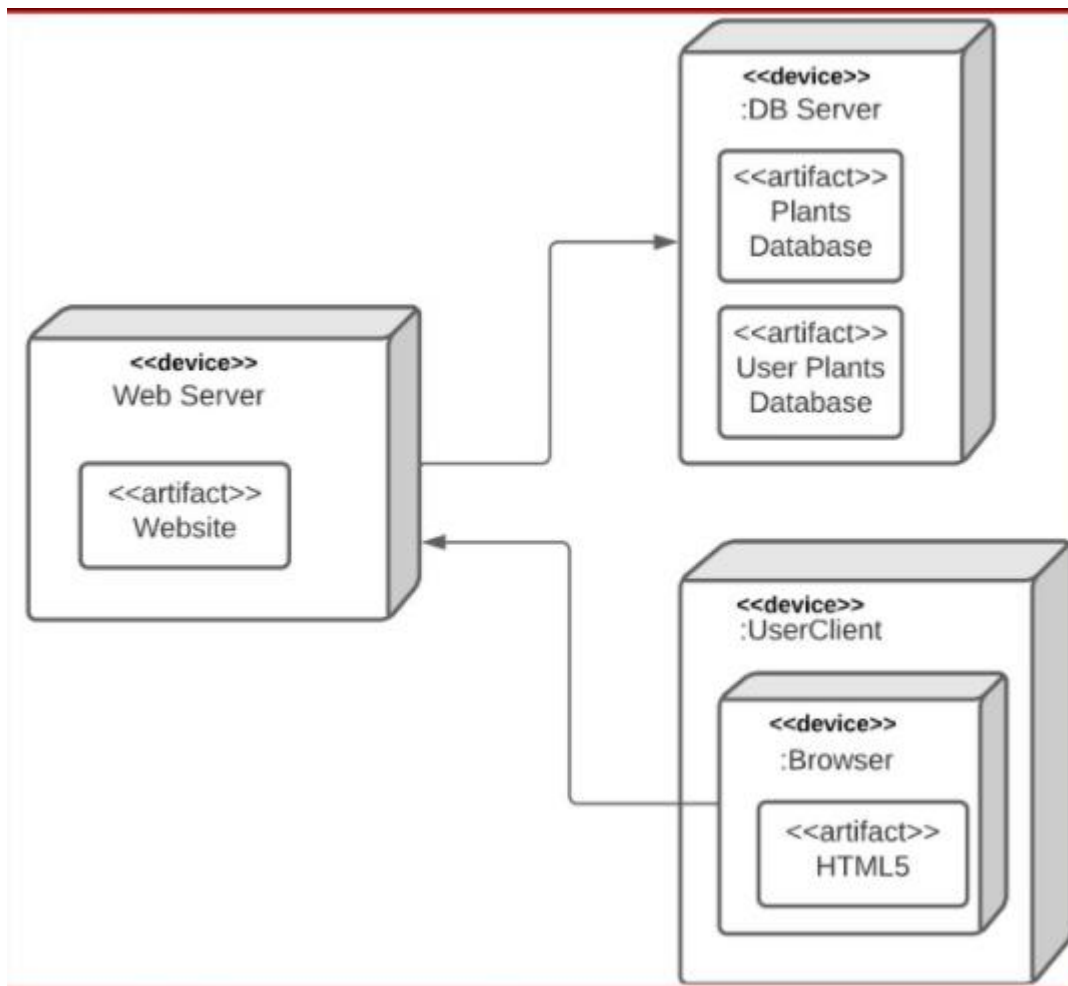 <<device>>
:DB Server
<<artifact>>
Plants
Database
<<artifact>>
User Plants
Database
<<device>>
Web Server
<<artifact>>
Website
<<device>>
:UserClient
<<device>>
:Browser
<<artifact>>
HTML5